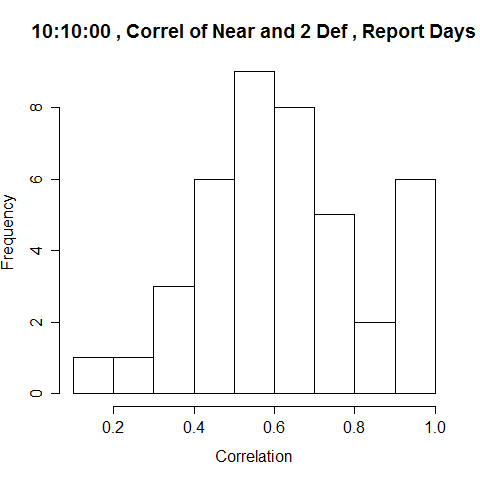 10:10:00 , Correl of Near and 2 Def , Report Days
Frequency
8
6
4
2
0
0.2 0.4 0.6 0.8 1.0
Correlation